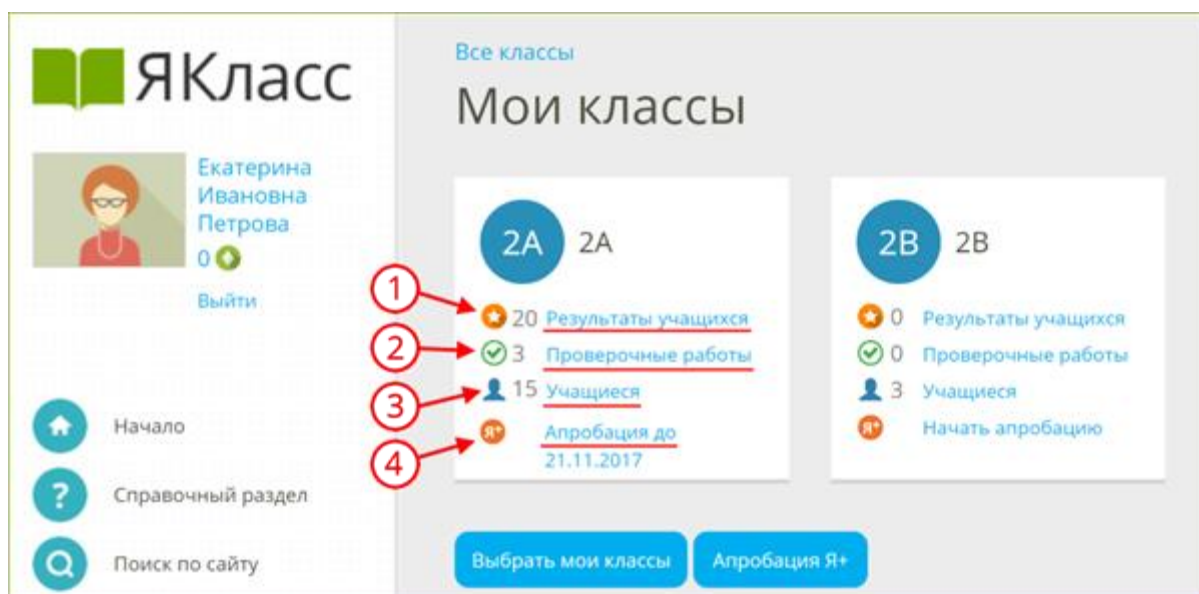 ЯКласс
Екатерина
Ивановна
Петрова
0
Выйти
Начало
? Справочный раздел
Поиск по сайту
Все классы
Мои классы
2А 2А
1 20 Результаты учащихся
2 3 Проверочные работы
3 15 Учащиеся
4 Я+ Апробация до
21.11.2017
2В 2В
0 Результаты учащихся
0 Проверочные работы
3 Учащиеся
Я+ Начать апробацию
Выбрать мои классы Апробация Я+